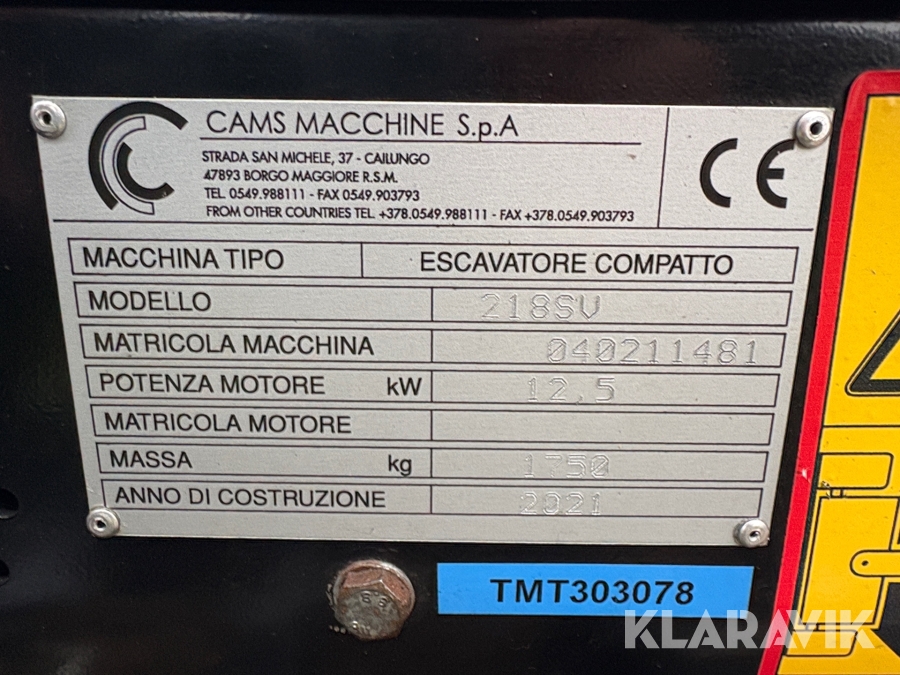 CAMS MACCHINE S.p.A
STRADA SAN MICHELE, 37 - CAILUNGO
47893 BORGO MAGGIORE R.S.M.
TEL 0549.988111 - FAX 0549.903793
FROM OTHER COUNTRIES TEL. +378.0549.988111 - FAX +378.0549.903793
CE
MACCHINA TIPO ESCAVATORE COMPATTO
MODELLO 218SV
MATRICOLA MACCHINA 040211481
POTENZA MOTORE kW 12,5
MATRICOLA MOTORE
MASSA kg 1750
ANNO DI COSTRUZIONE 2021
8.8
TMT303078
KLARAVIK